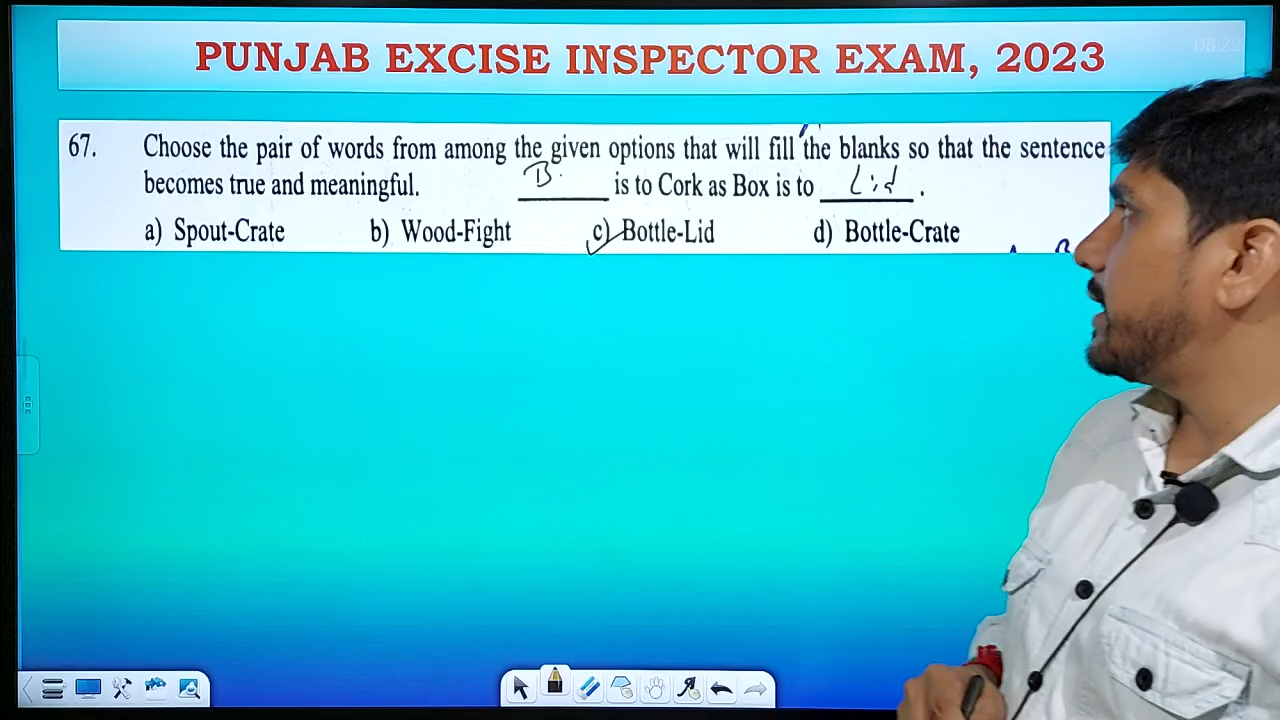 PUNJAB EXCISE INSPECTOR EXAM, 2023
03:22
67. Choose the pair of words from among the given options that will fill the blanks so that the sentence
becomes true and meaningful. B. is to Cork as Box is to Lid .
a) Spout-Crate b) Wood-Fight c) Bottle-Lid d) Bottle-Crate